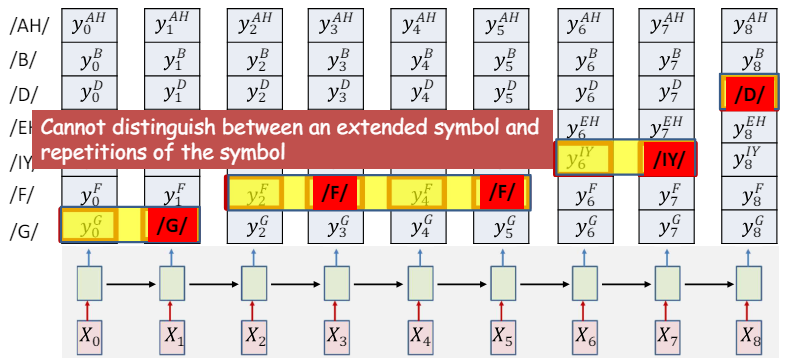 /AH/ y_0^{AH} y_1^{AH} y_2^{AH} y_3^{AH} y_4^{AH} y_5^{AH} y_6^{AH} y_7^{AH} y_8^{AH}
/B/ y_0^B y_1^B y_2^B y_3^B y_4^B y_5^B y_6^B y_7^B y_8^B
/D/ y_0^D y_1^D y_2^D y_3^D y_4^D y_5^D y_6^D y_7^D /D/
y_6^{EH} y_7^{EH} y_8^{EH}
Cannot distinguish between an extended symbol and
repetitions of the symbol
/IY y_6^{IY} /IY/ y_8^{IY}
/F/ y_0^F y_1^F y_2^F /F/ y_4^F /F/ y_6^F y_7^F y_8^F
/G/ y_0^G /G/ y_2^G y_3^G y_4^G y_5^G y_6^G y_7^G y_8^G
X_0 X_1 X_2 X_3 X_4 X_5 X_6 X_7 X_8